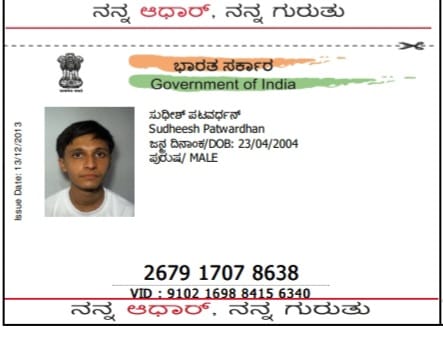 ನನ್ನ ಆಧಾರ್, ನನ್ನ ಗುರುತು
ಭಾರತ ಸರ್ಕಾರ
Government of India
Issue Date: 13/12/2013
ಸುಧೀಶ್ ಪಟವರ್ಧನ್
Sudheesh Patwardhan
ಜನ್ಮ ದಿನಾಂಕ/DOB: 23/04/2004
ಪುರುಷ/ MALE
2679 1707 8638
VID : 9102 1698 8415 6340
ನನ್ನ ಆಧಾರ್, ನನ್ನ ಗುರುತು